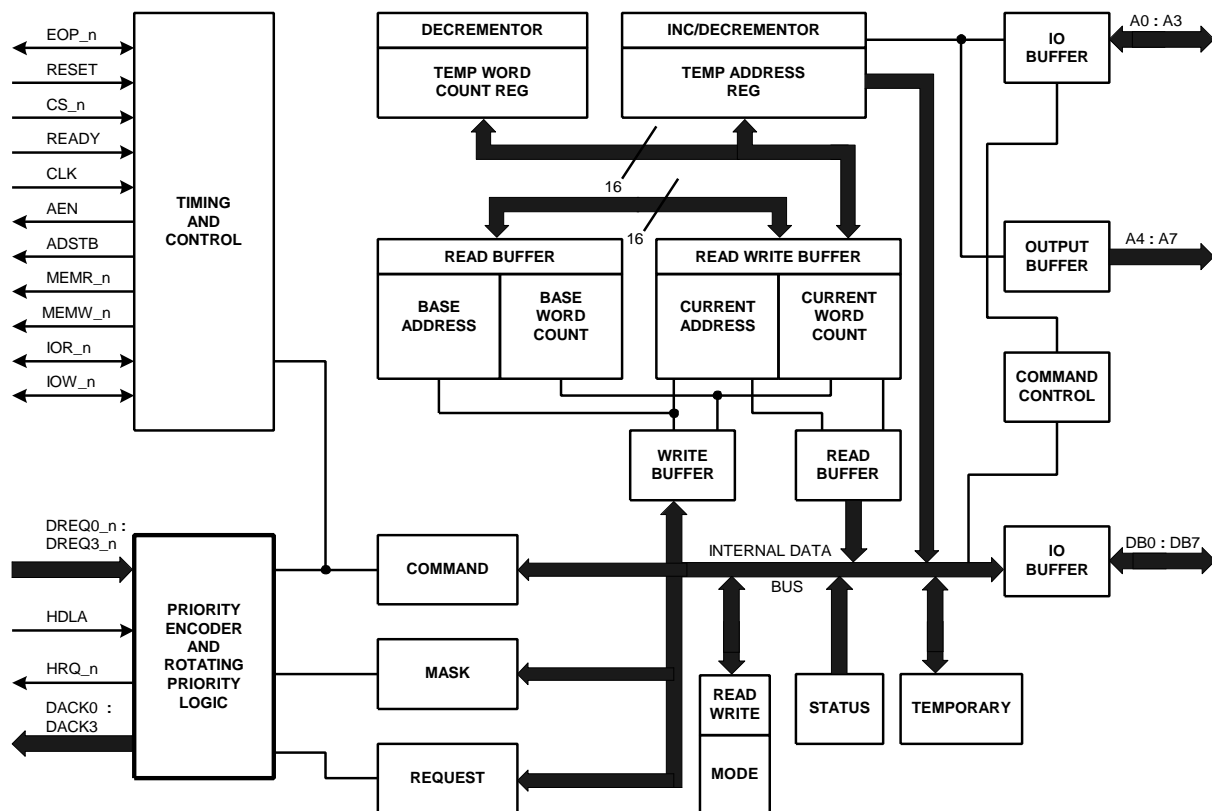 EOP_n
RESET
CS_n
READY
CLK
AEN
ADSTB
MEMR_n
MEMW_n
IOR_n
IOW_n
TIMING
AND
CONTROL
DECREMENTOR
TEMP WORD
COUNT REG
INC/DECREMENTOR
TEMP ADDRESS
REG
16
16
READ BUFFER
BASE
ADDRESS
BASE
WORD
COUNT
READ WRITE BUFFER
CURRENT
ADDRESS
CURRENT
WORD
COUNT
WRITE
BUFFER
READ
BUFFER
IO
BUFFER
A0 : A3
OUTPUT
BUFFER
A4 : A7
COMMAND
CONTROL
DREQ0_n :
DREQ3_n
HDLA
HRQ_n
DACK0 :
DACK3
PRIORITY
ENCODER
AND
ROTATING
PRIORITY
LOGIC
COMMAND
MASK
REQUEST
INTERNAL DATA
BUS
IO
BUFFER
DB0 : DB7
READ
WRITE
MODE
STATUS
TEMPORARY